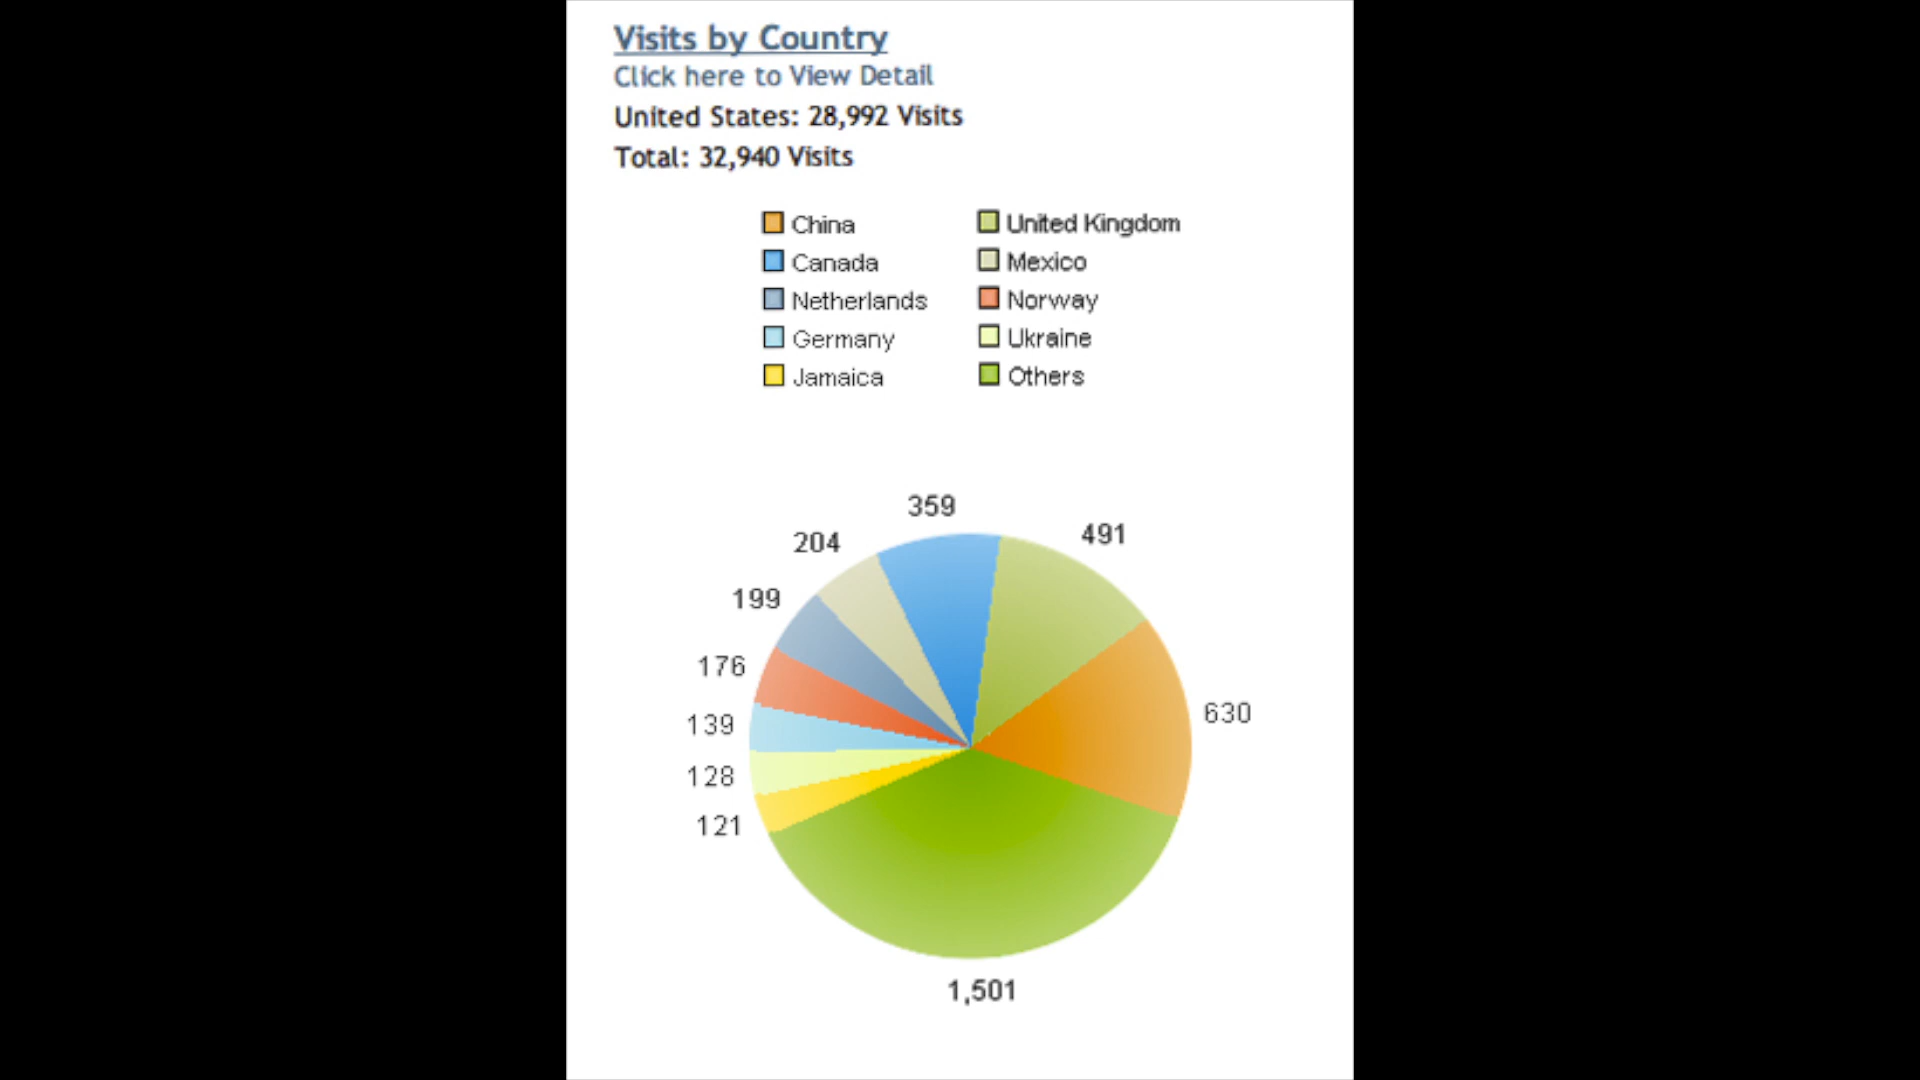 Visits by Country
Click here to View Detail
United States: 28,992 Visits
Total: 32,940 Visits
China
United Kingdom
Canada
Mexico
Netherlands
Norway
Germany
Ukraine
Jamaica
Others
359
491
204
199
176
630
139
128
121
1,501